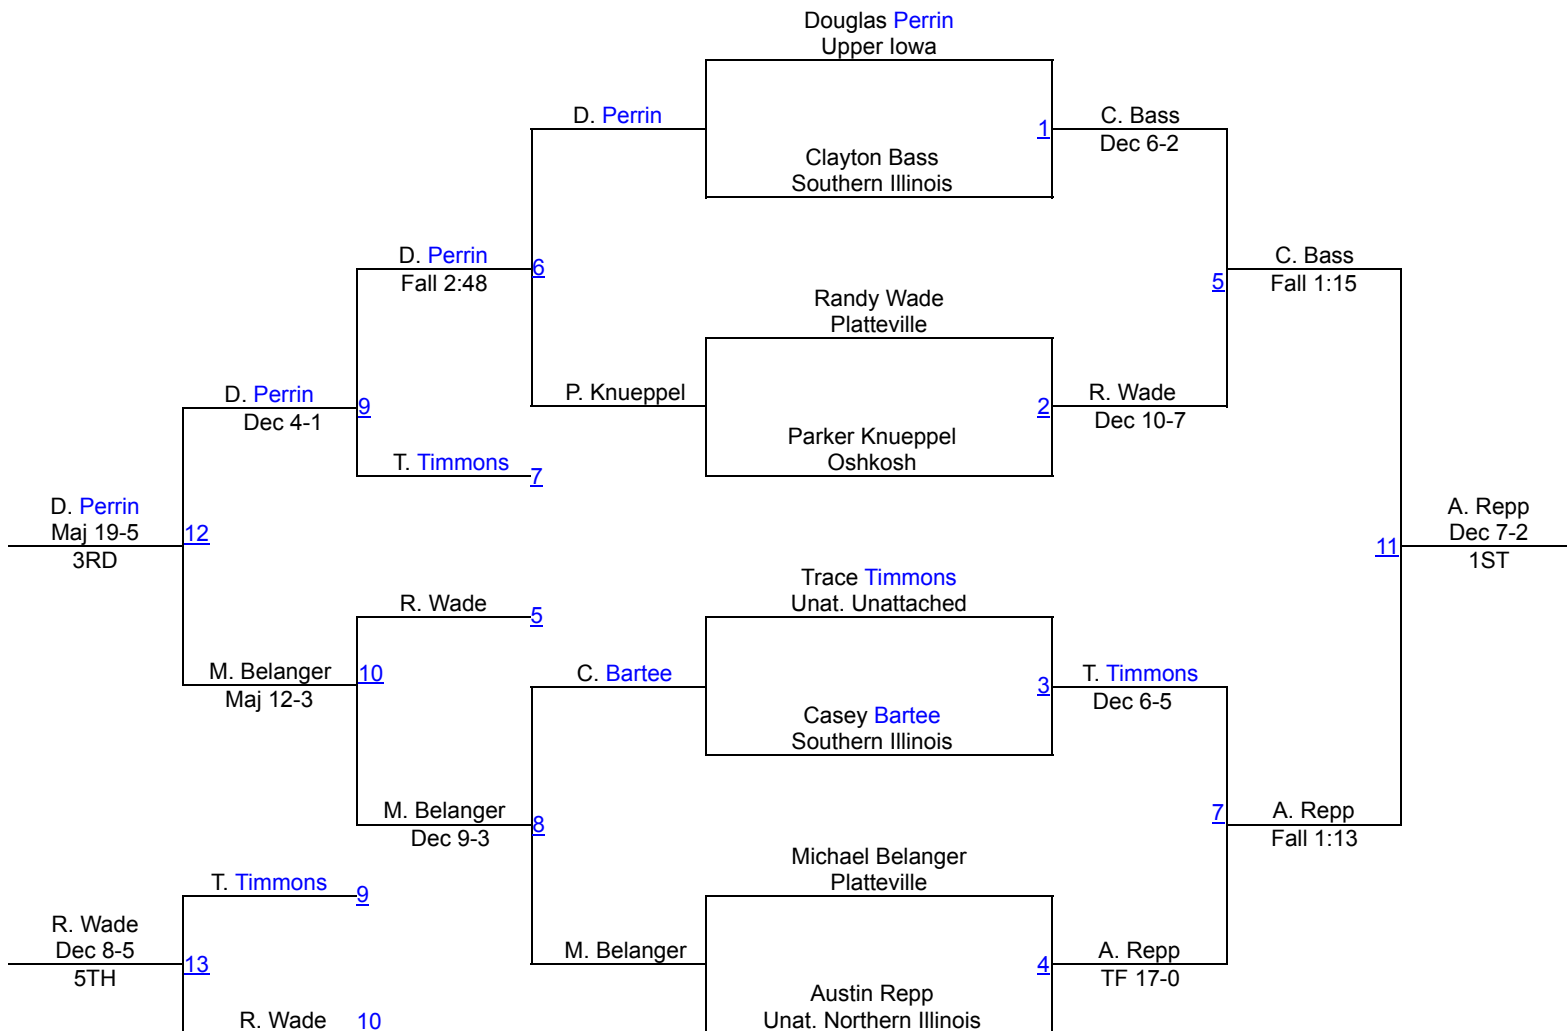 Douglas Perrin
Upper Iowa
D. Perrin
1
C. Bass
Dec 6-2
Clayton Bass
Southern Illinois
D. Perrin
Fall 2:48
6
C. Bass
Fall 1:15
5
Randy Wade
Platteville
D. Perrin
Dec 4-1
9
P. Knueppel
2
R. Wade
Dec 10-7
Parker Knueppel
Oshkosh
T. Timmons
7
D. Perrin
Maj 19-5
3RD
12
11
A. Repp
Dec 7-2
1ST
Trace Timmons
Unat. Unattached
R. Wade
5
M. Belanger
Maj 12-3
10
C. Bartee
3
T. Timmons
Dec 6-5
Casey Bartee
Southern Illinois
M. Belanger
Dec 9-3
8
7
A. Repp
Fall 1:13
Michael Belanger
Platteville
T. Timmons
9
R. Wade
Dec 8-5
5TH
13
M. Belanger
4
A. Repp
TF 17-0
Austin Repp
Unat. Northern Illinois
R. Wade
10